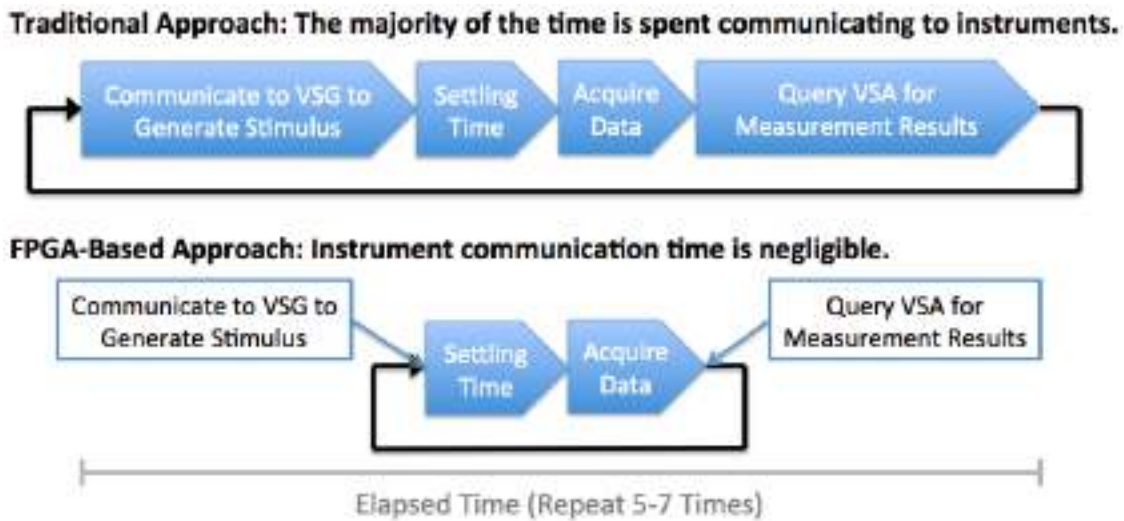 Traditional Approach: The majority of the time is spent communicating to instruments.
Communicate to VSG to
Generate Stimulus
Settling
Time
Acquire
Data
Query VSA for
Measurement Results
FPGA-Based Approach: Instrument communication time is negligible.
Communicate to VSG to
Generate Stimulus
Settling
Time
Acquire
Data
Query VSA for
Measurement Results
Elapsed Time (Repeat 5-7 Times)